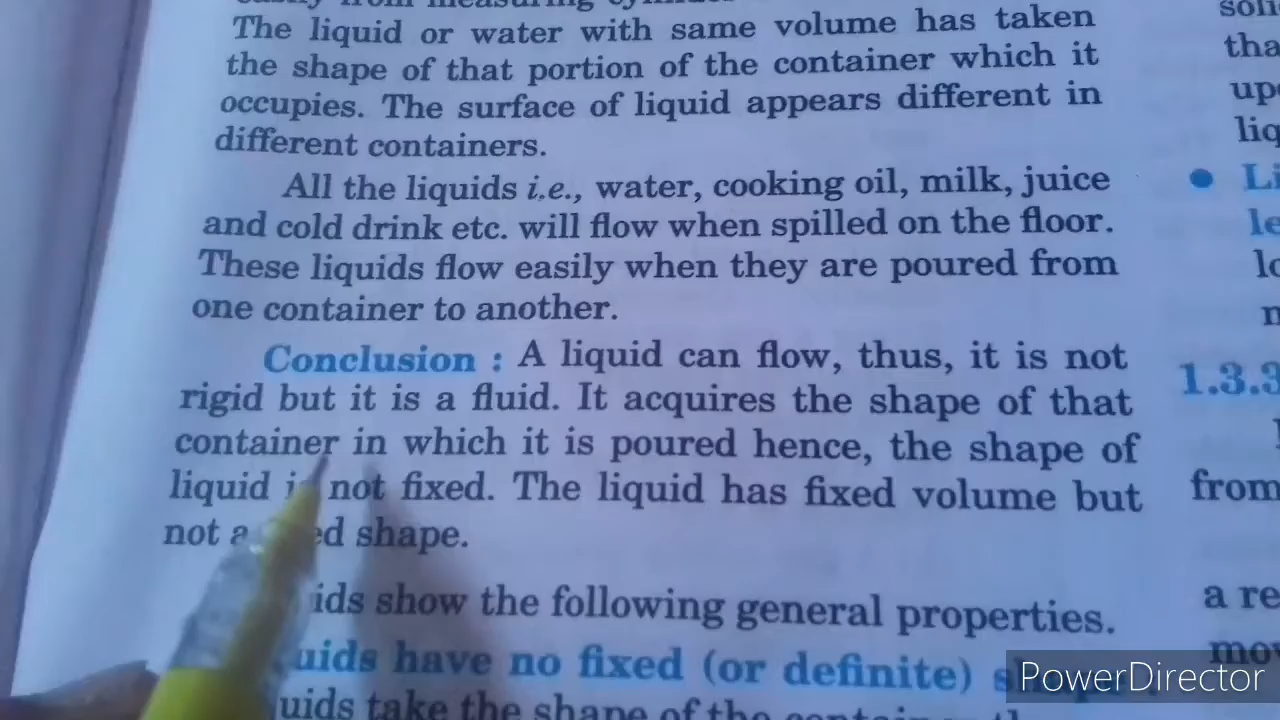 The liquid or water with same volume has taken
the shape of that portion of the container which it
occupies. The surface of liquid appears different in
different containers.
All the liquids i.e., water, cooking oil, milk, juice
and cold drink etc. will flow when spilled on the floor.
These liquids flow easily when they are poured from
one container to another.
Conclusion : A liquid can flow, thus, it is not
rigid but it is a fluid. It acquires the shape of that
container in which it is poured hence, the shape of
liquid not fixed. The liquid has fixed volume but
not shape.
show the following general properties.
have no fixed (or definite)
take the shape of the
1.3.3
from
a re
PowerDirector